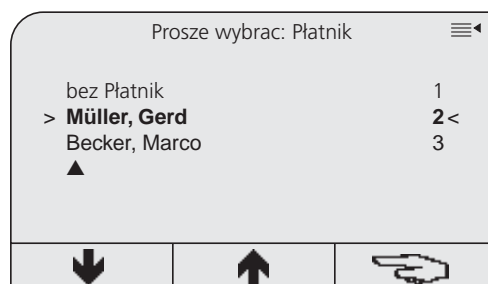 Prosze wybrac: Płatnik
bez Płatnik 1
> Müller, Gerd 2 <
Becker, Marco 3